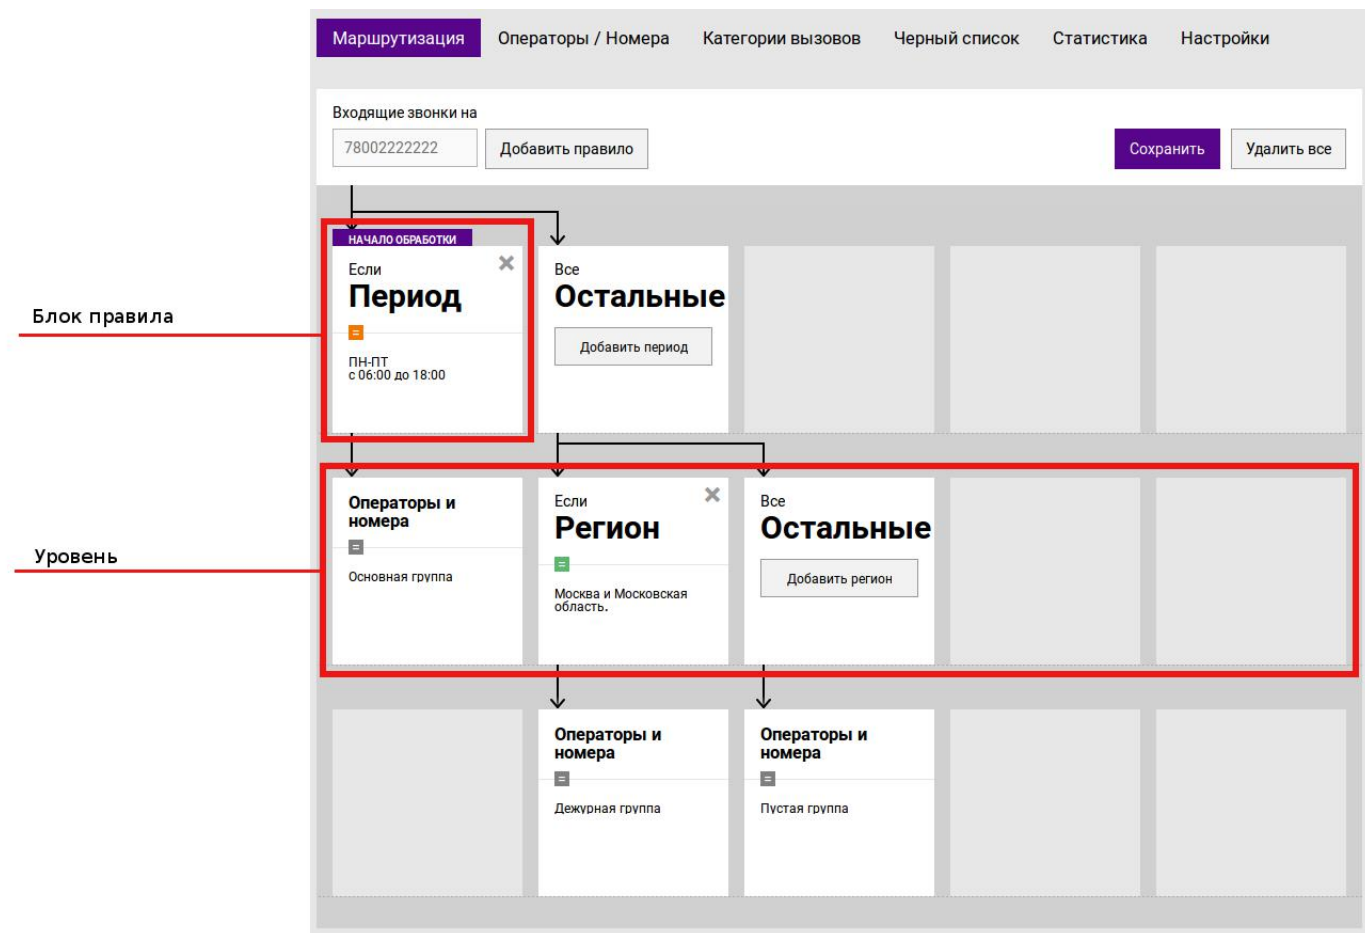 Маршрутизация Операторы / Номера Категории вызовов Черный список Статистика Настройки
Входящие звонки на
78002222222 Добавить правило Сохранить Удалить все
НАЧАЛО ОБРАБОТКИ
Если
Период
=
ПН-ПТ
с 06:00 до 18:00
Все
Остальные
Добавить период
Блок правила
Уровень
Операторы и
номера
=
Основная группа
Если
Регион
=
Москва и Московская
область.
Все
Остальные
Добавить регион
Операторы и
номера
=
Дежурная группа
Операторы и
номера
=
Пустая группа